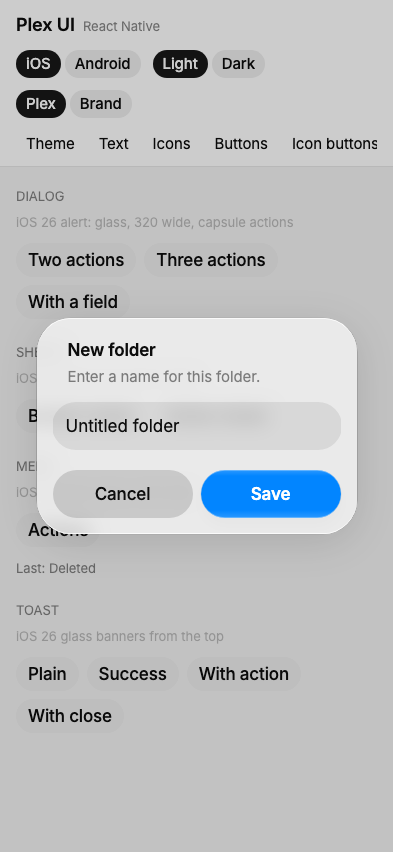 Plex UI React Native
iOS Android Light Dark
Plex Brand
Theme Text Icons Buttons Icon buttons
DIALOG
iOS 26 alert: glass, 320 wide, capsule actions
Two actions Three actions
With a field
New folder
Enter a name for this folder.
Untitled folder
Cancel Save
Actions
Last: Deleted
TOAST
iOS 26 glass banners from the top
Plain Success With action
With close